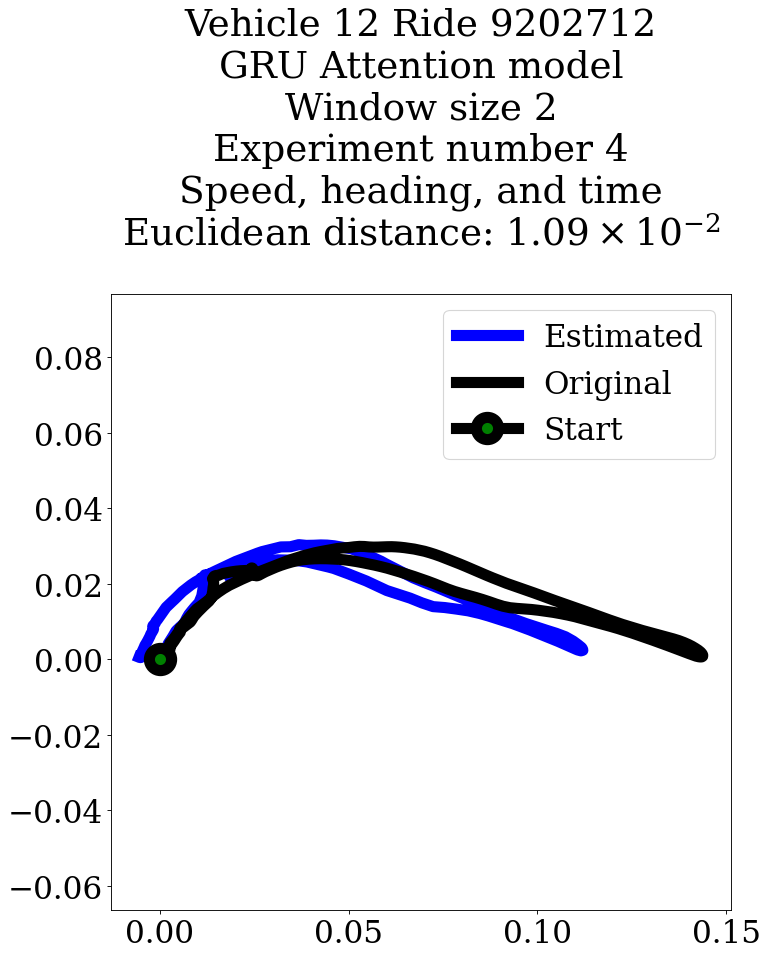 Vehicle 12 Ride 9202712
GRU Attention model
Window size 2
Experiment number 4
Speed, heading, and time
Euclidean distance: 1.09 × 10⁻²
Estimated
Original
Start
0.08
0.06
0.04
0.02
0.00
−0.02
−0.04
−0.06
0.00 0.05 0.10 0.15